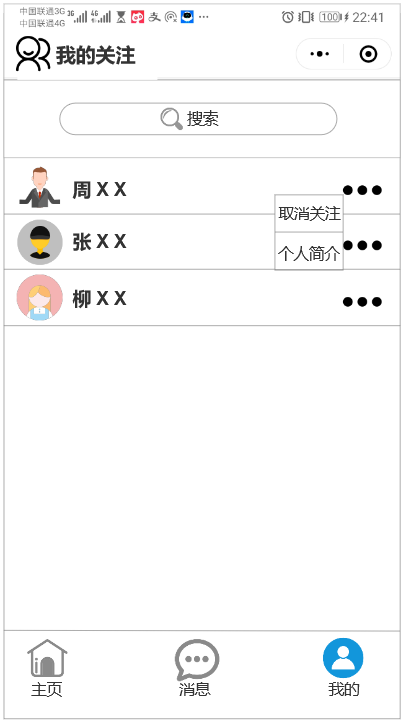 中国联通3G
中国联通4G
100
22:41
我的关注
搜索
周 X X
取消关注
张 X X
个人简介
柳 X X
主页
消息
我的